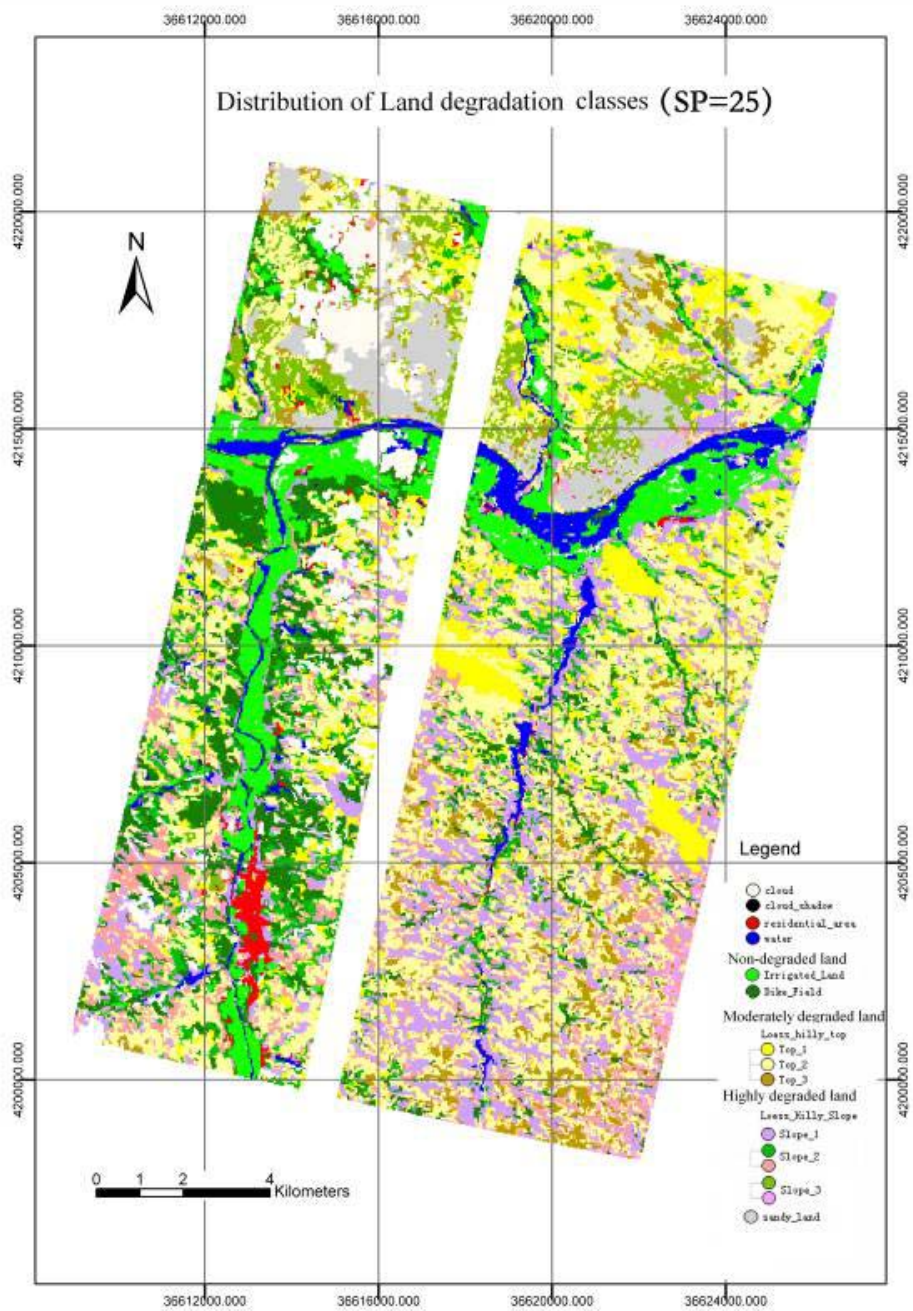 36612000.000 36616000.000 36620000.000 36624000.000
Distribution of Land degradation classes (SP=25)
N
4220000.000 4220000.000
4215000.000 4215000.000
4210000.000 4210000.000
4205000.000 4205000.000
4200000.000 4200000.000
Legend
cloud
cloud_shadow
residential_area
water
Non-degraded land
Irrigated_Land
Dike_Field
Moderately degraded land
Loess_hilly_top
Top_1
Top_2
Top_3
Highly degraded land
Loess_Hilly_Slope
Slope_1
Slope_2
Slope_3
sandy_land
0 1 2 4
Kilometers
36612000.000 36616000.000 36620000.000 36624000.000